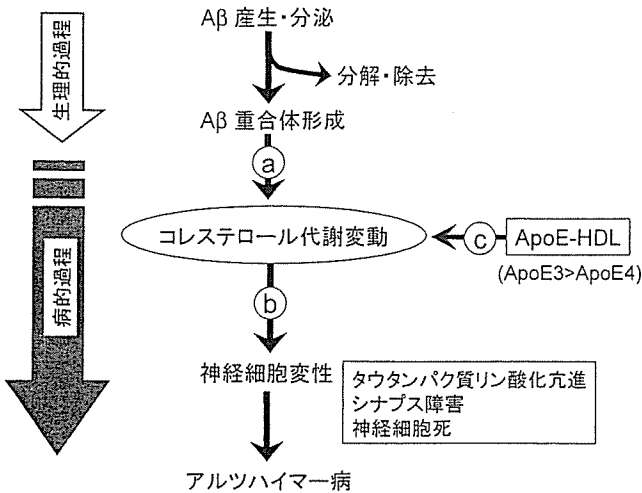 Aβ 産生・分泌
分解・除去
Aβ 重合体形成
a
コレステロール代謝変動
c
ApoE-HDL
(ApoE3>ApoE4)
b
神経細胞変性
タウタンパク質リン酸化亢進
シナプス障害
神経細胞死
アルツハイマー病
生理的過程
病的過程